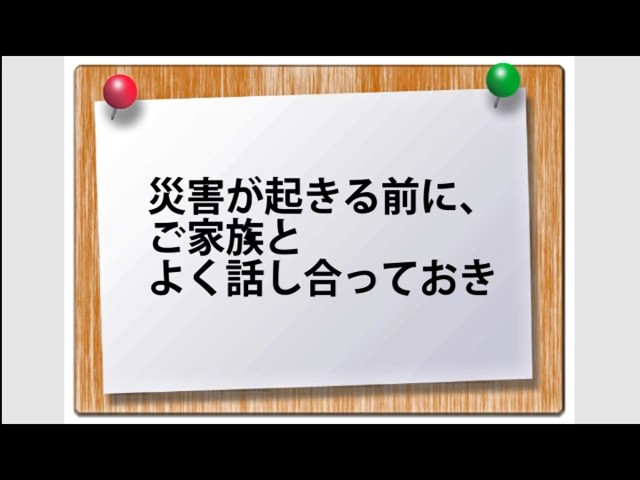 災害が起きる前に、
ご家族と
よく話し合っておき